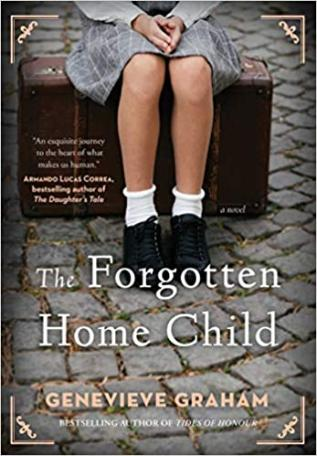 "An exquisite journey
to the heart of what
makes us human."
ARMANDO LUCAS CORREA,
bestselling author of
The Daughter's Tale
a novel
The Forgotten
Home Child
GENEVIEVE GRAHAM
BESTSELLING AUTHOR OF TIDES OF HONOUR